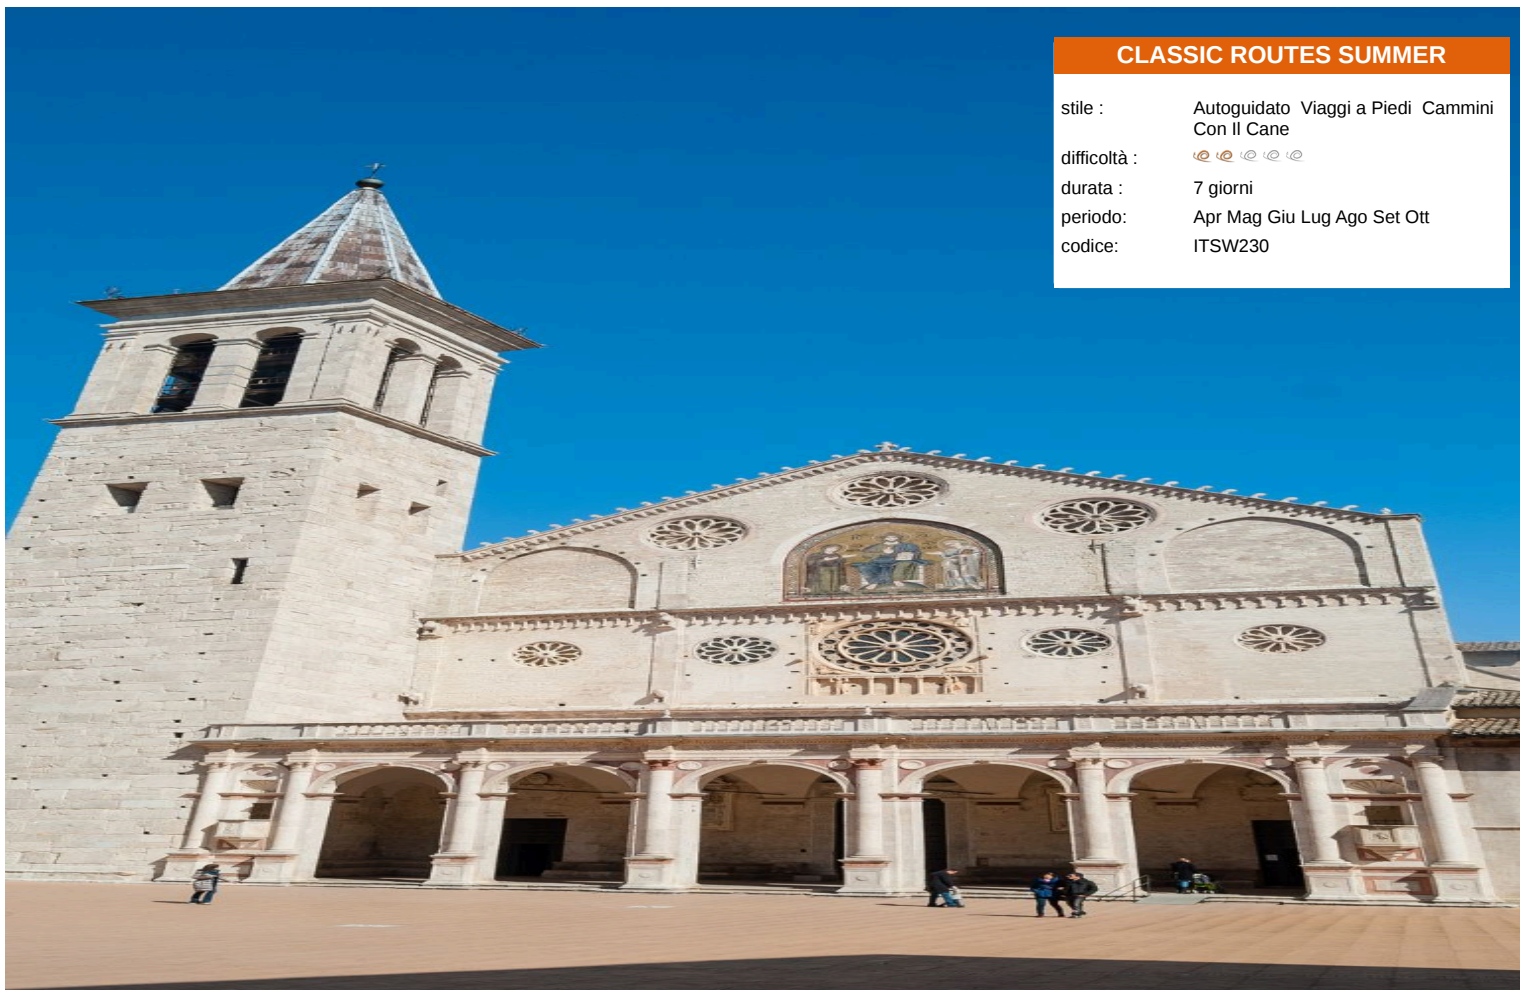 CLASSIC ROUTES SUMMER
stile : Autoguidato Viaggi a Piedi Cammini
Con Il Cane
difficoltà :
durata : 7 giorni
periodo: Apr Mag Giu Lug Ago Set Ott
codice: ITSW230